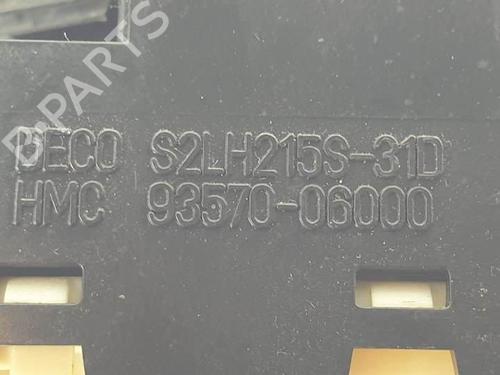 B-PARTS
DECO S2LH215S-31D
HMC 93570-06000